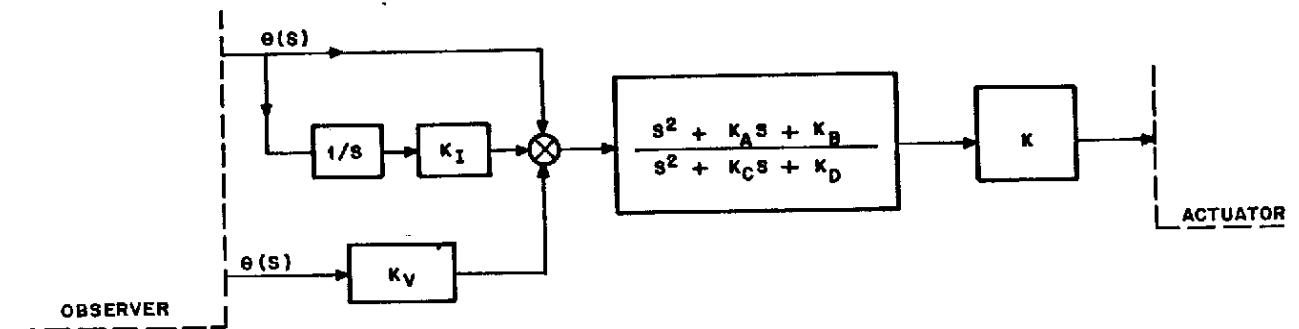 θ(S)
1/S
K_I
S² + K_A S + K_B
S² + K_C S + K_D
K
ACTUATOR
θ(S)
K_V
OBSERVER